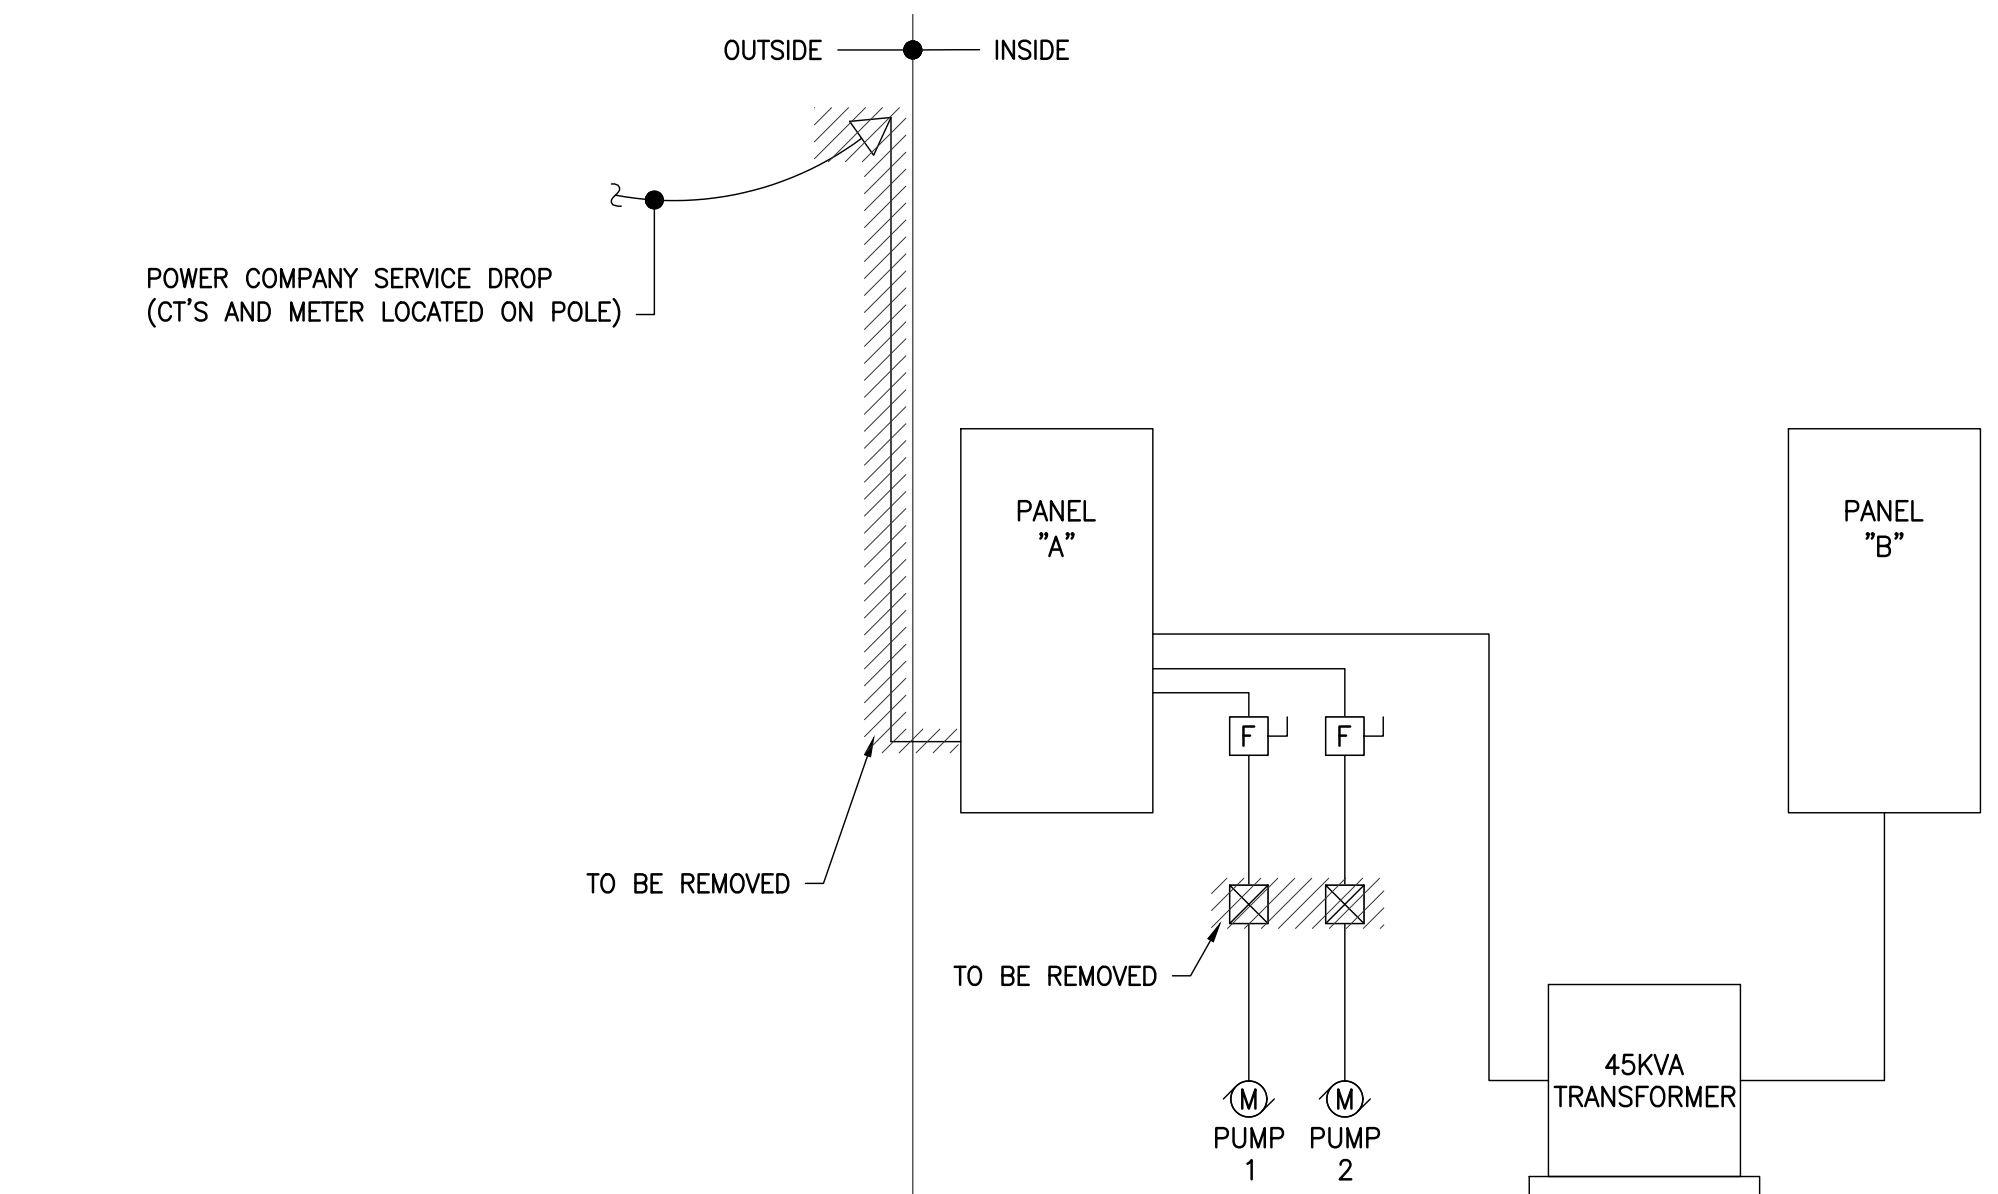 OUTSIDE
INSIDE
POWER COMPANY SERVICE DROP
(CT'S AND METER LOCATED ON POLE)
PANEL
"A"
PANEL
"B"
F
F
TO BE REMOVED
TO BE REMOVED
45KVA
TRANSFORMER
M
M
PUMP
1
PUMP
2